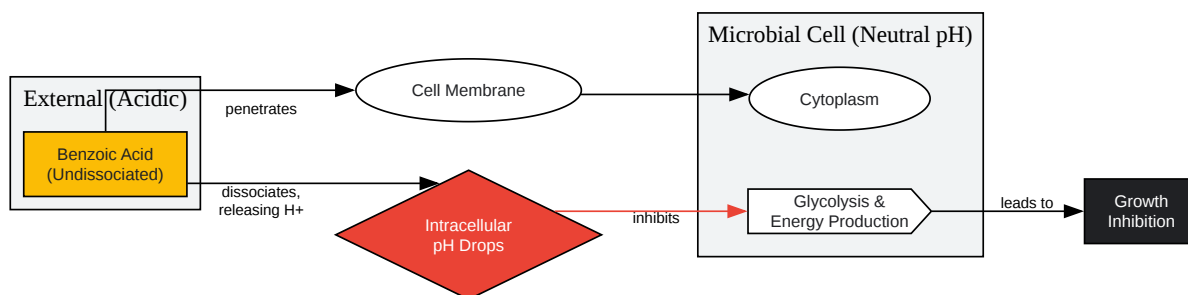 External (Acidic)
Benzoic Acid
(Undissociated)
penetrates
dissociates,
releasing H+
Cell Membrane
Intracellular
pH Drops
inhibits
Microbial Cell (Neutral pH)
Cytoplasm
Glycolysis &
Energy Production
leads to
Growth
Inhibition